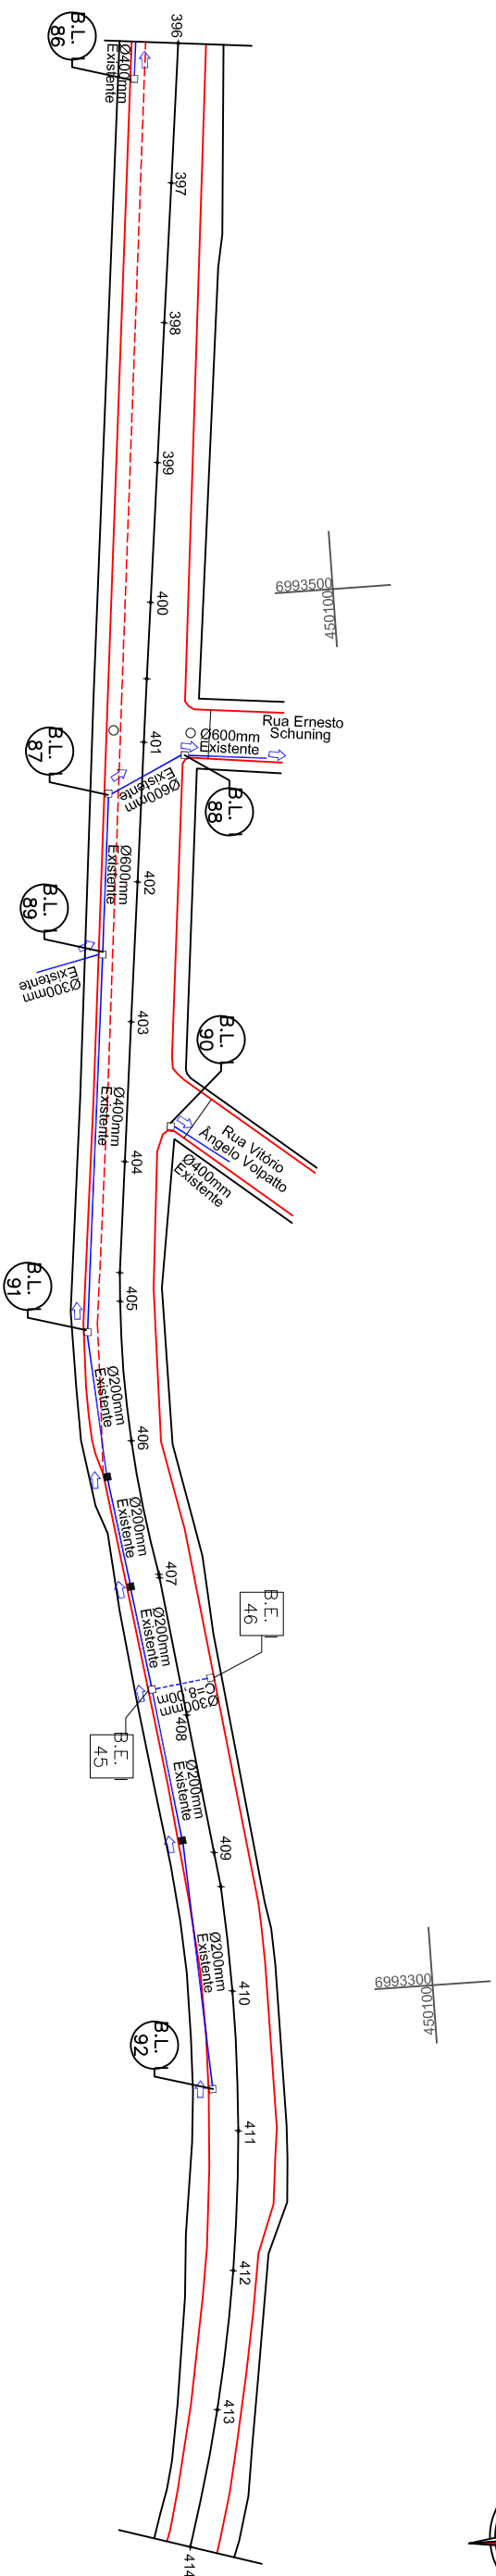 B.L.
86
Ø400mm
Existente
396
397
398
399
6993500
450100
400
Rua Ernesto
Schuning
Ø600mm
Existente
401
B.L.
87
B.L.
88
Ø600mm
Existente
Ø600mm
Existente
402
B.L.
89
Ø300mm
Existente
403
B.L.
90
Rua Vitório
Ângelo Volpatto
Ø400mm
Existente
Ø400mm
Existente
404
B.L.
91
405
Ø200mm
Existente
406
Ø200mm
Existente
407
B.E.
46
Ø200mm
Existente
Ø300mm
408
B.E.
45
Ø200mm
Existente
409
Ø200mm
Existente
410
6993300
450100
B.L.
92
411
412
413
414